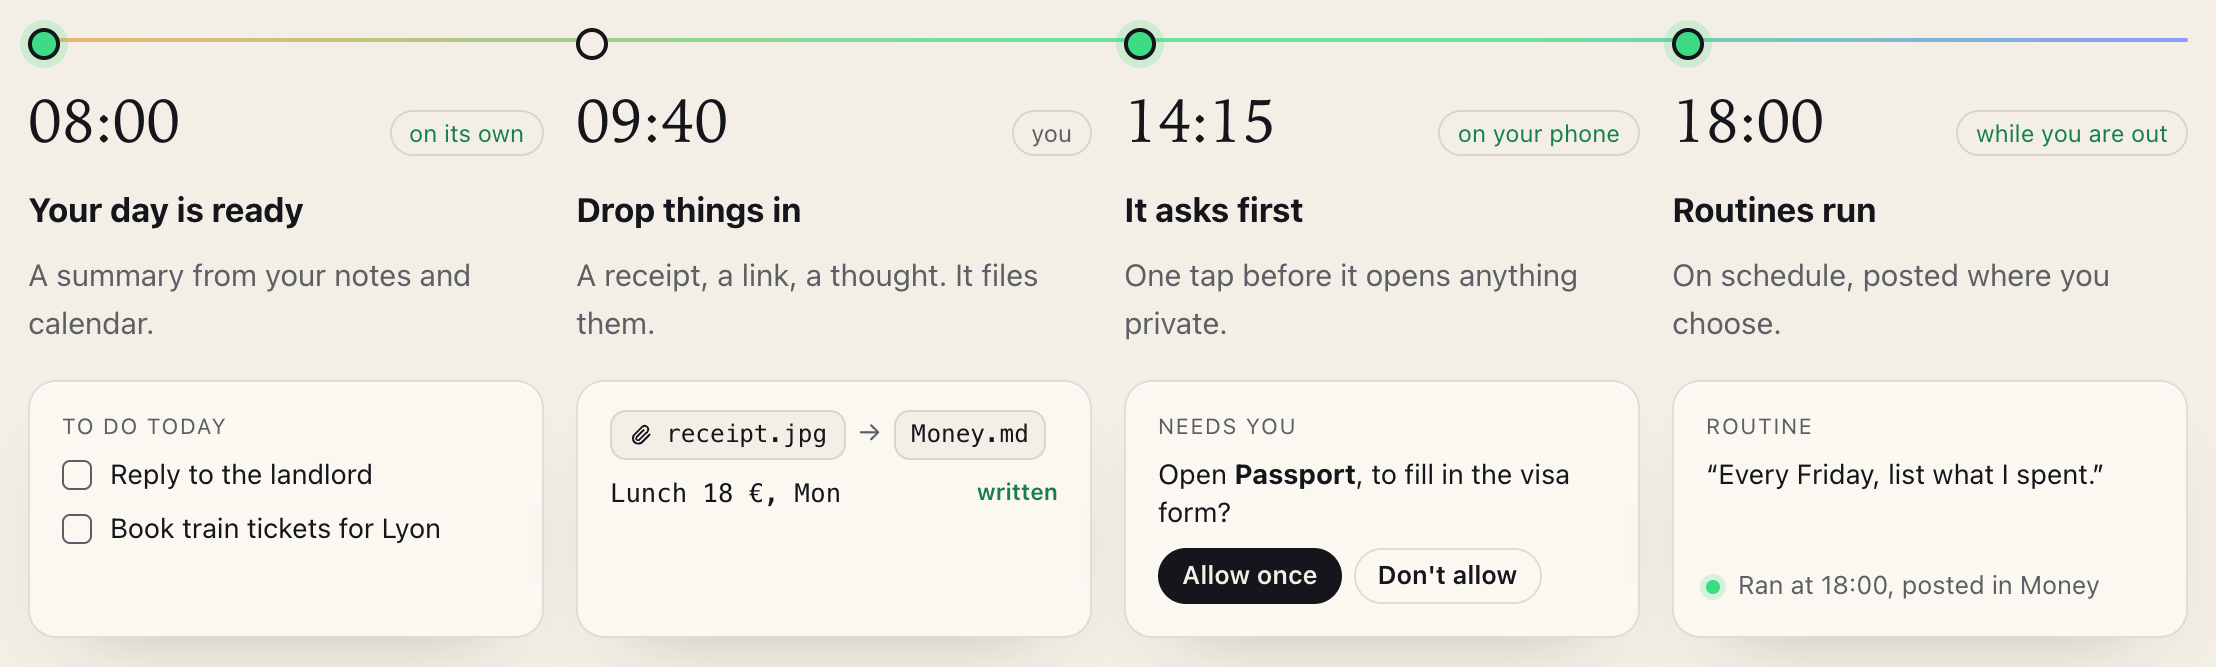 08:00
on its own
Your day is ready
A summary from your notes and
calendar.
TO DO TODAY
Reply to the landlord
Book train tickets for Lyon
09:40
you
Drop things in
A receipt, a link, a thought. It files
them.
receipt.jpg → Money.md
Lunch 18 €, Mon
written
14:15
on your phone
It asks first
One tap before it opens anything
private.
NEEDS YOU
Open Passport, to fill in the visa
form?
Allow once
Don't allow
18:00
while you are out
Routines run
On schedule, posted where you
choose.
ROUTINE
“Every Friday, list what I spent.”
Ran at 18:00, posted in Money